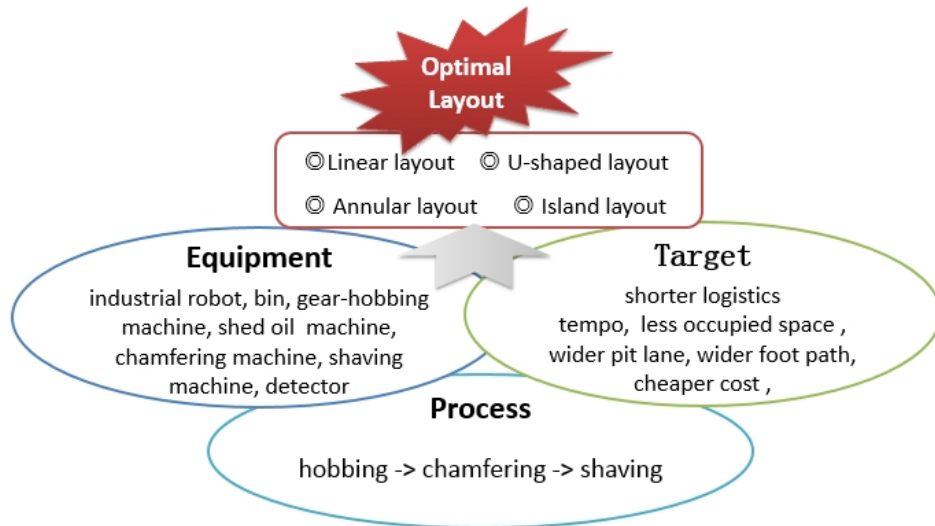 Optimal
Layout
◎Linear layout ◎ U-shaped layout
◎ Annular layout ◎ Island layout
Equipment
industrial robot, bin, gear-hobbing
machine, shed oil machine,
chamfering machine, shaving
machine, detector
Target
shorter logistics
tempo, less occupied space ,
wider pit lane, wider foot path,
cheaper cost ,
Process
hobbing -> chamfering -> shaving